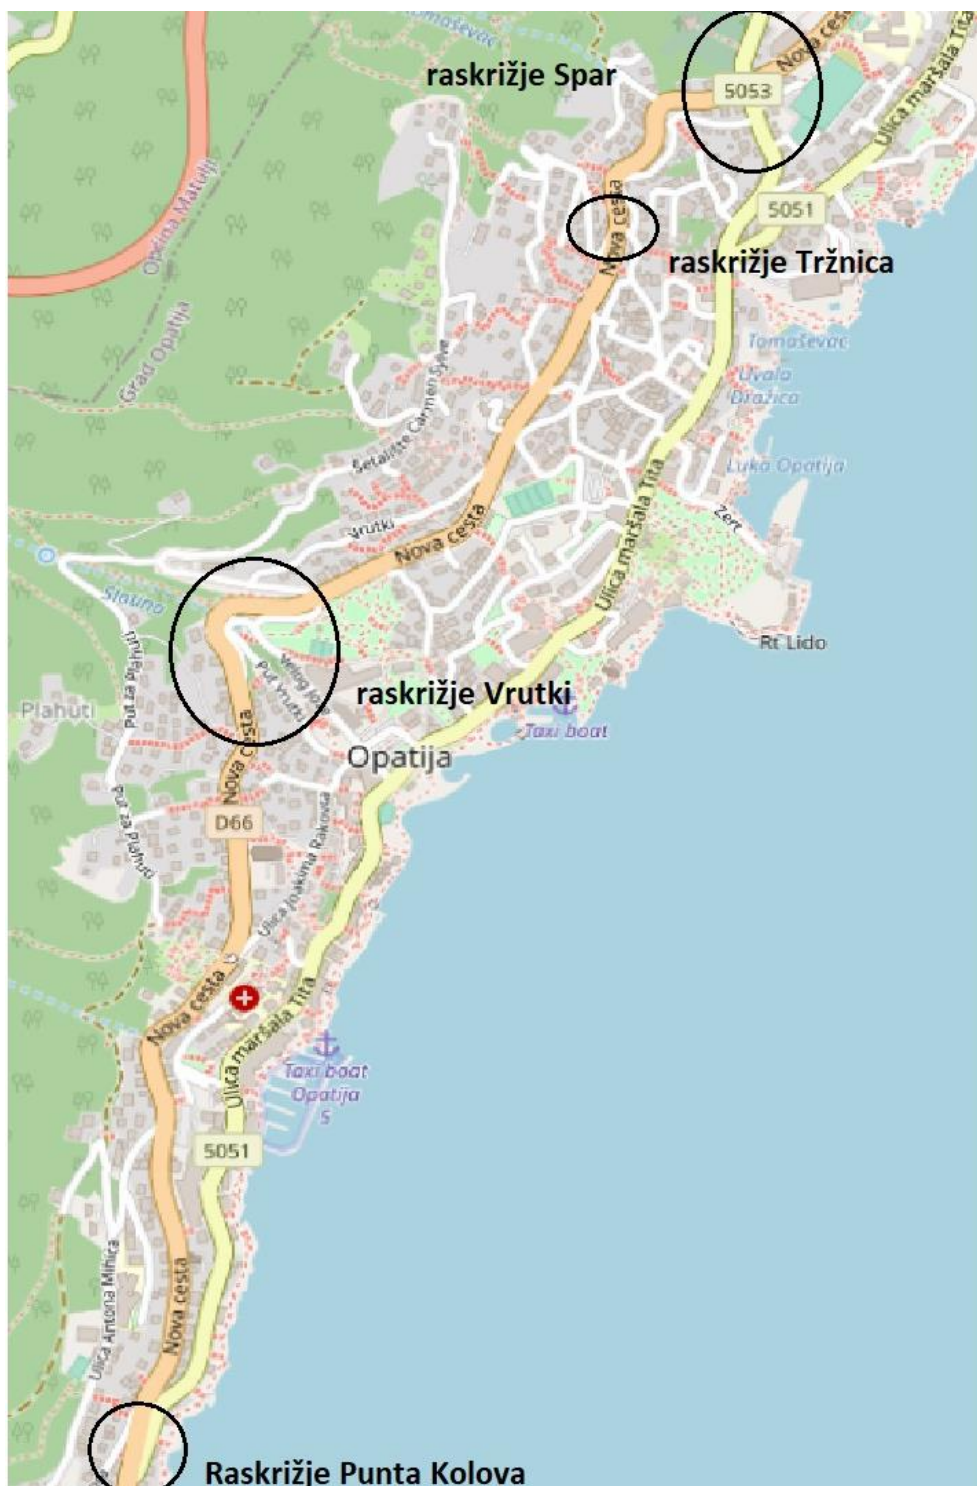 Tomaševac
Nova cesta
raskrižje Spar
5053
Ulica maršala Tita
Općina Matulji
Nova cesta
5051
raskrižje Tržnica
Grad Opatija
Tomaševac
Uvala
Dražica
Šetalište Carmen Sylve
Luka Opatija
Vrutki
Nova cesta
Zert
Ulica maršala Tita
Slatina
Rt Lido
Put za Plahuti
Plahuti
Put Vrutki
raskrižje Vrutki
Taxi boat
Nova cesta
Opatija
Put za Plahuti
D66
Ulica Joakima Rakovca
Nova cesta
Ulica maršala Tita
Taxi boat
Opatija
5
5051
Ulica Antona Mihića
Nova cesta
Raskrižje Punta Kolova